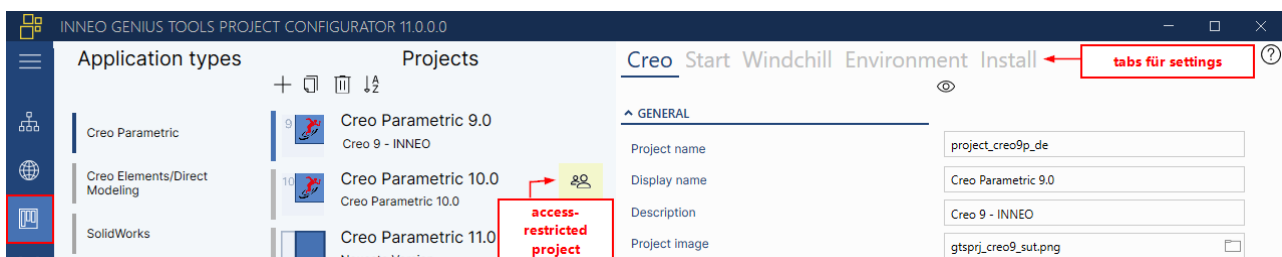 INNEO GENIUS TOOLS PROJECT CONFIGURATOR 11.0.0.0
Application types
Creo Parametric
Creo Elements/Direct
Modeling
SolidWorks
Projects
9
Creo Parametric 9.0
Creo 9 - INNEO
10
Creo Parametric 10.0
Creo Parametric 10.0
access-
restricted
project
Creo Parametric 11.0
Creo Start Windchill Environment Install
tabs für settings
GENERAL
Project name
project_creo9p_de
Display name
Creo Parametric 9.0
Description
Creo 9 - INNEO
Project image
gtsprj_creo9_sut.png